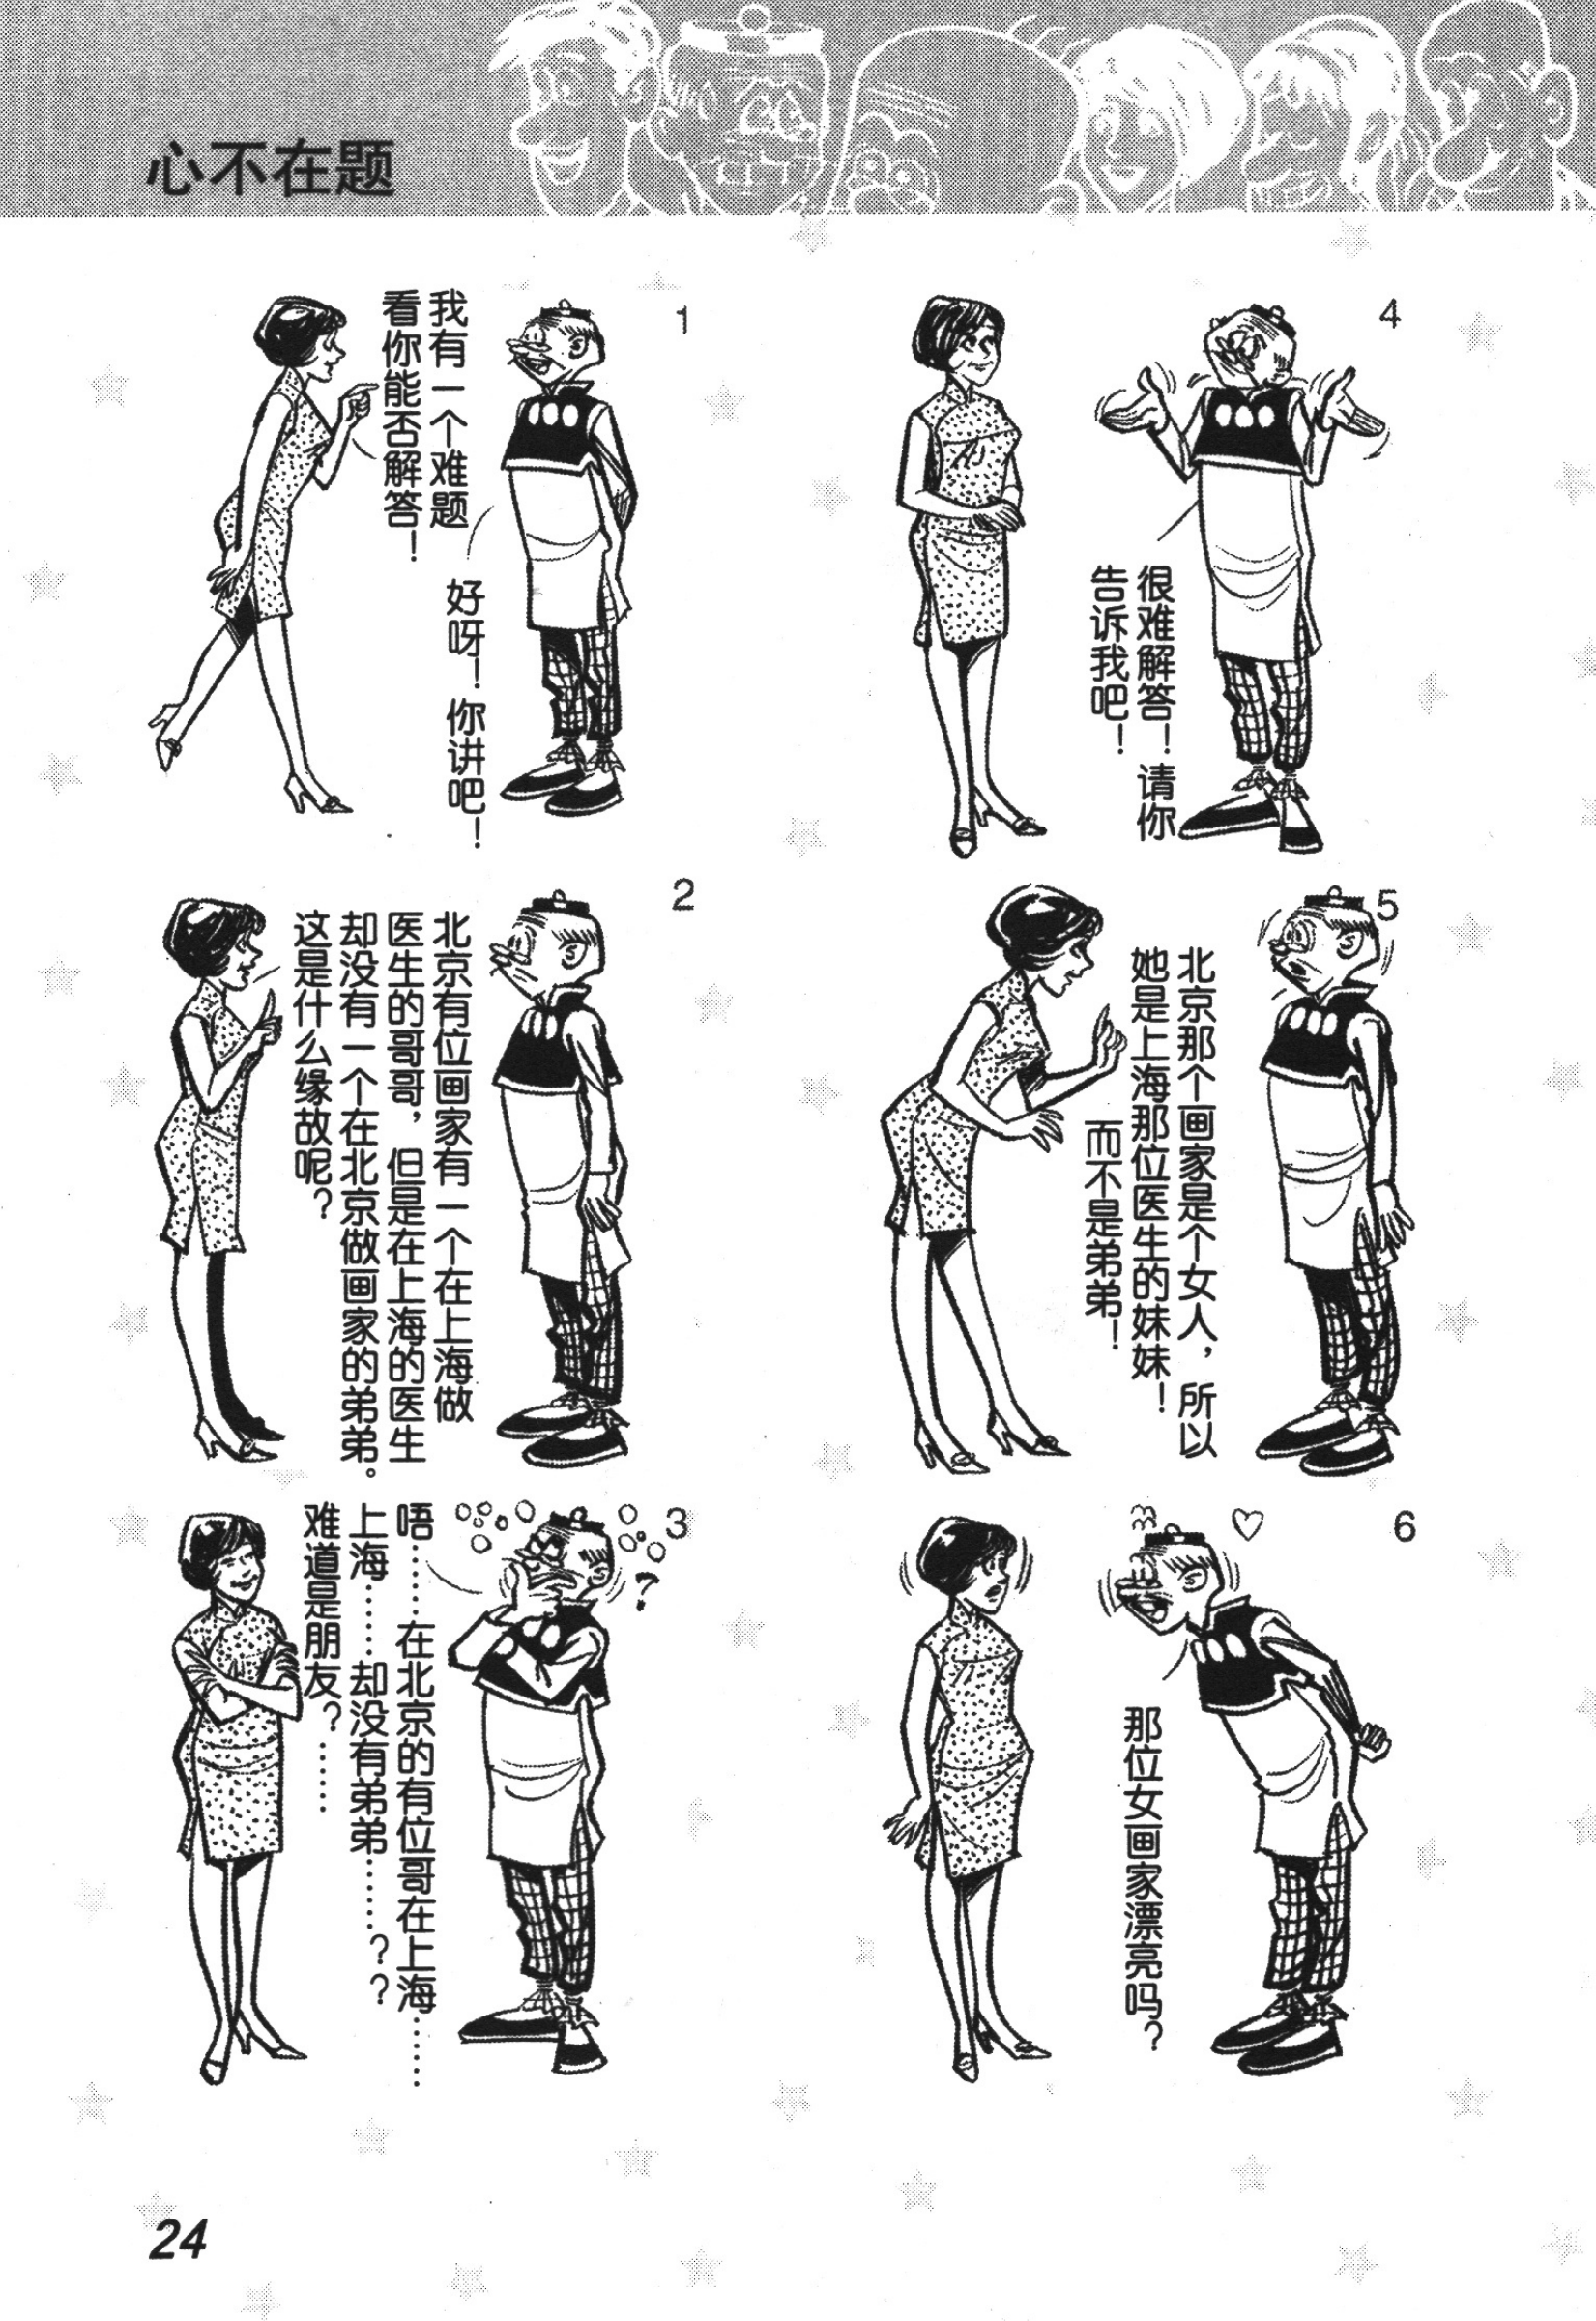 心不在题
1
我有一个难题
看你能否解答！
好呀！你讲吧！
2
北京有位画家有一个在上海做
医生的哥哥，但是在上海的医生
却没有一个在北京做画家的弟弟。
这是什么缘故呢？
3
唔……在北京的有位哥在上海……
上海……却没有弟弟……？？
难道是朋友？……
4
很难解答！请你
告诉我吧！
5
北京那个画家是个女人，所以
她是上海那位医生的妹妹！
而不是弟弟！
6
那位女画家漂亮吗？
24